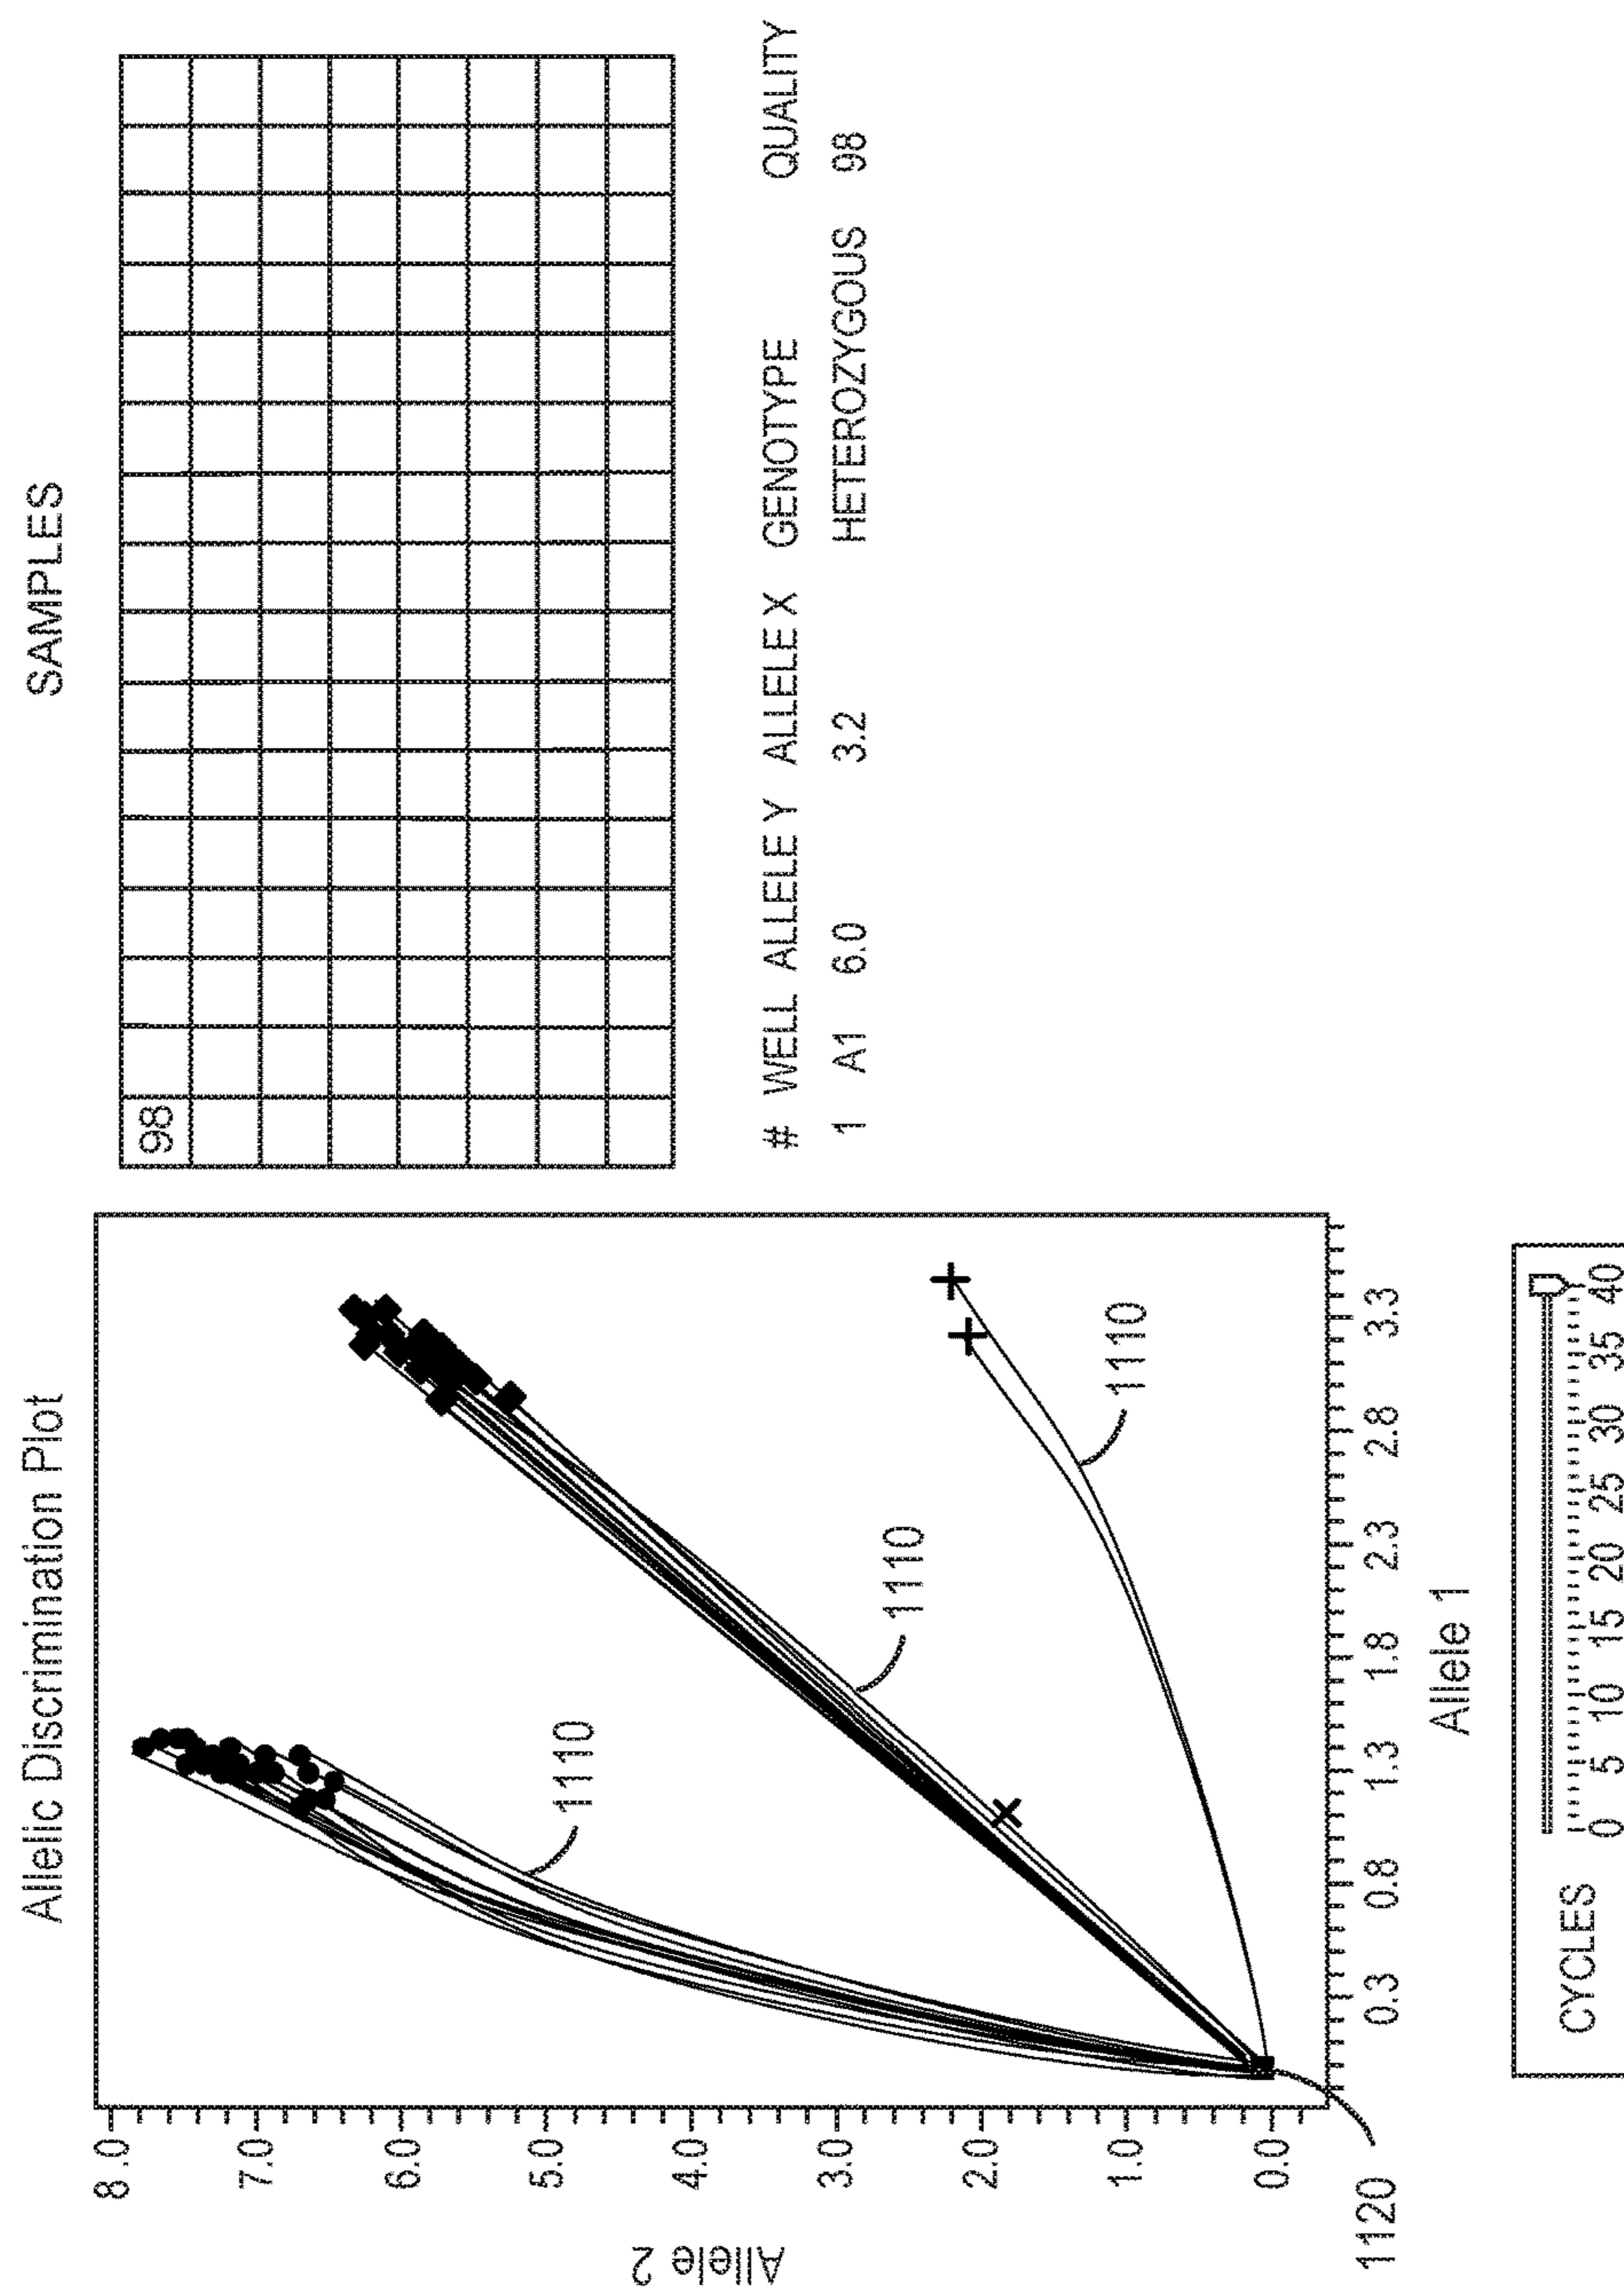 Allelic Discrimination Plot
Allele 2
8.0
7.0
6.0
5.0
4.0
3.0
2.0
1.0
0.0
1110
1110
1110
1120
0.3 0.8 1.3 1.8 2.3 2.8 3.3
Allele 1
CYCLES
0 5 10 15 20 25 30 35 40
SAMPLES
98
# WELL ALLELE Y ALLELE X GENOTYPE QUALITY
1 A1 6.0 3.2 HETEROZYGOUS 98